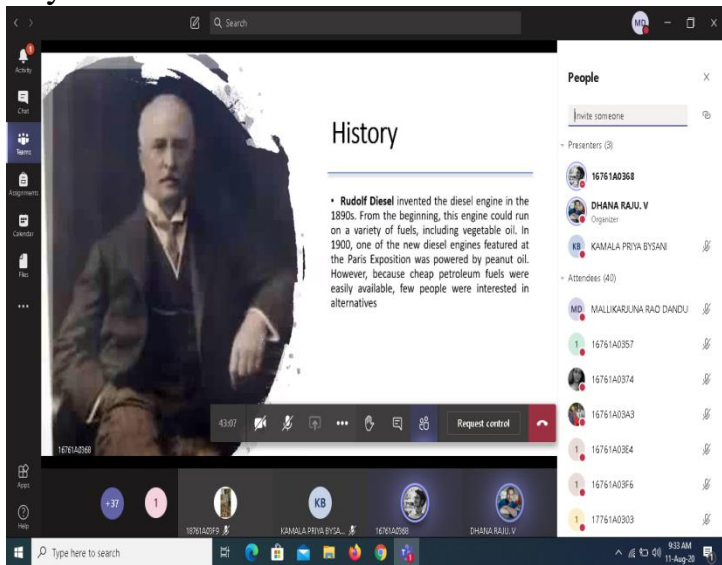 Search
MD
Activity
Chat
Teams
Assignments
Calendar
Files
Apps
Help
History
• Rudolf Diesel invented the diesel engine in the
1890s. From the beginning, this engine could run
on a variety of fuels, including vegetable oil. In
1900, one of the new diesel engines featured at
the Paris Exposition was powered by peanut oil.
However, because cheap petroleum fuels were
easily available, few people were interested in
alternatives
16761A0368
43:07
Request control
+37
1
18761A03F9
KB
KAMALA PRIYA BYSA...
16761A0368
DHANA RAJU. V
People
Invite someone
Presenters (3)
16761A0368
DHANA RAJU. V
Organizer
KB KAMALA PRIYA BYSANI
Attendees (40)
MD MALLIKARJUNA RAO DANDU
1 16761A0357
16761A0374
16761A03A3
1 16761A03E4
1 16761A03F6
1 17761A0303
Type here to search
9:33 AM
11-Aug-20